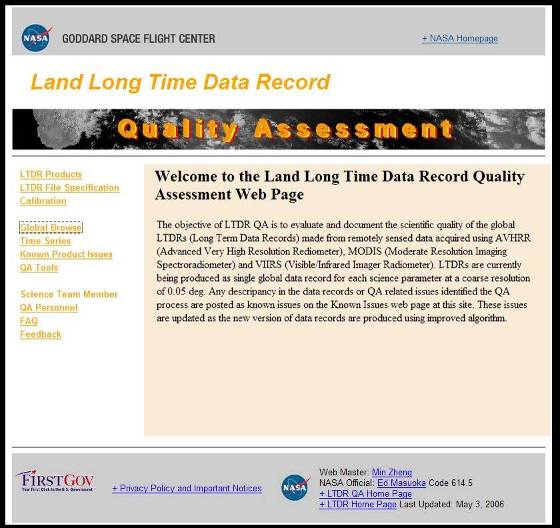 NASA
GODDARD SPACE FLIGHT CENTER
+ NASA Homepage
Land Long Time Data Record
Quality Assessment
LTDR Products
LTDR File Specification
Calibration
Global Browse
Time Series
Known Product Issues
QA Tools
Science Team Member
QA Personnel
FAQ
Feedback
Welcome to the Land Long Time Data Record Quality
Assessment Web Page
The objective of LTDR QA is to evaluate and document the scientific quality of the global
LTDRs (Long Term Data Records) made from remotely sensed data acquired using AVHRR
(Advanced Very High Resolution Rediometer), MODIS (Moderate Resolution Imaging
Spectroradiometer) and VIIRS (Visible/Infrared Imager Radiometer). LTDRs are currently
being produced as single global data record for each science parameter at a coarse resolution
of 0.05 deg. Any descripancy in the data records or QA related issues identified the QA
process are posted as known issues on the Known Issues web page at this site. These issues
are updated as the new version of data records are produced using improved algorithm.
FIRSTGOV
Your First Click to the U.S. Government
+ Privacy Policy and Important Notices
NASA
Web Master: Min Zheng
NASA Official: Ed Masuoka Code 614.5
+ LTDR QA Home Page
+ LTDR Home Page Last Updated: May 3, 2006